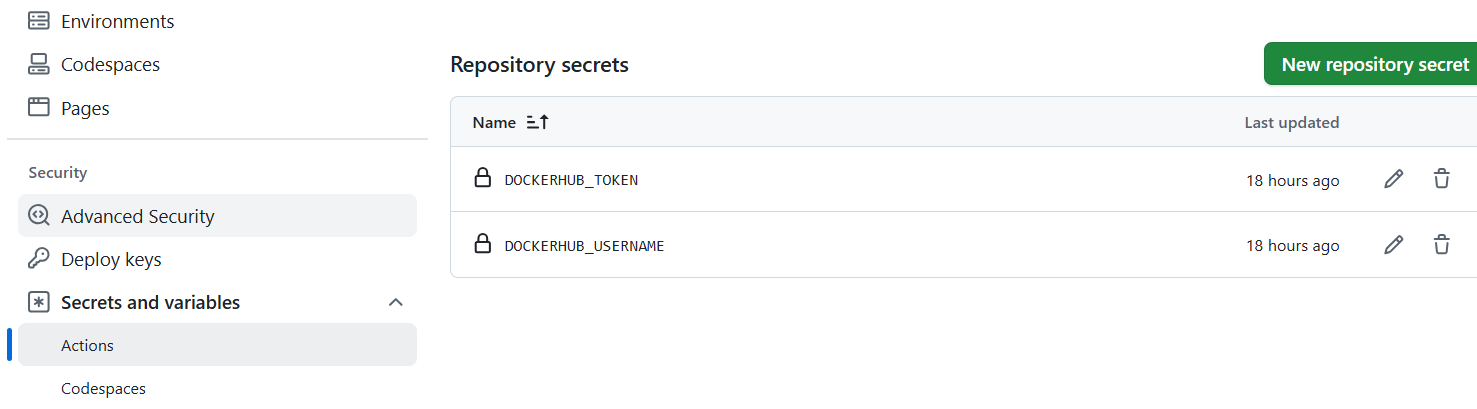 Environments
Codespaces
Pages
Security
Advanced Security
Deploy keys
Secrets and variables
Actions
Codespaces
Repository secrets
New repository secret
Name Last updated
DOCKERHUB_TOKEN 18 hours ago
DOCKERHUB_USERNAME 18 hours ago